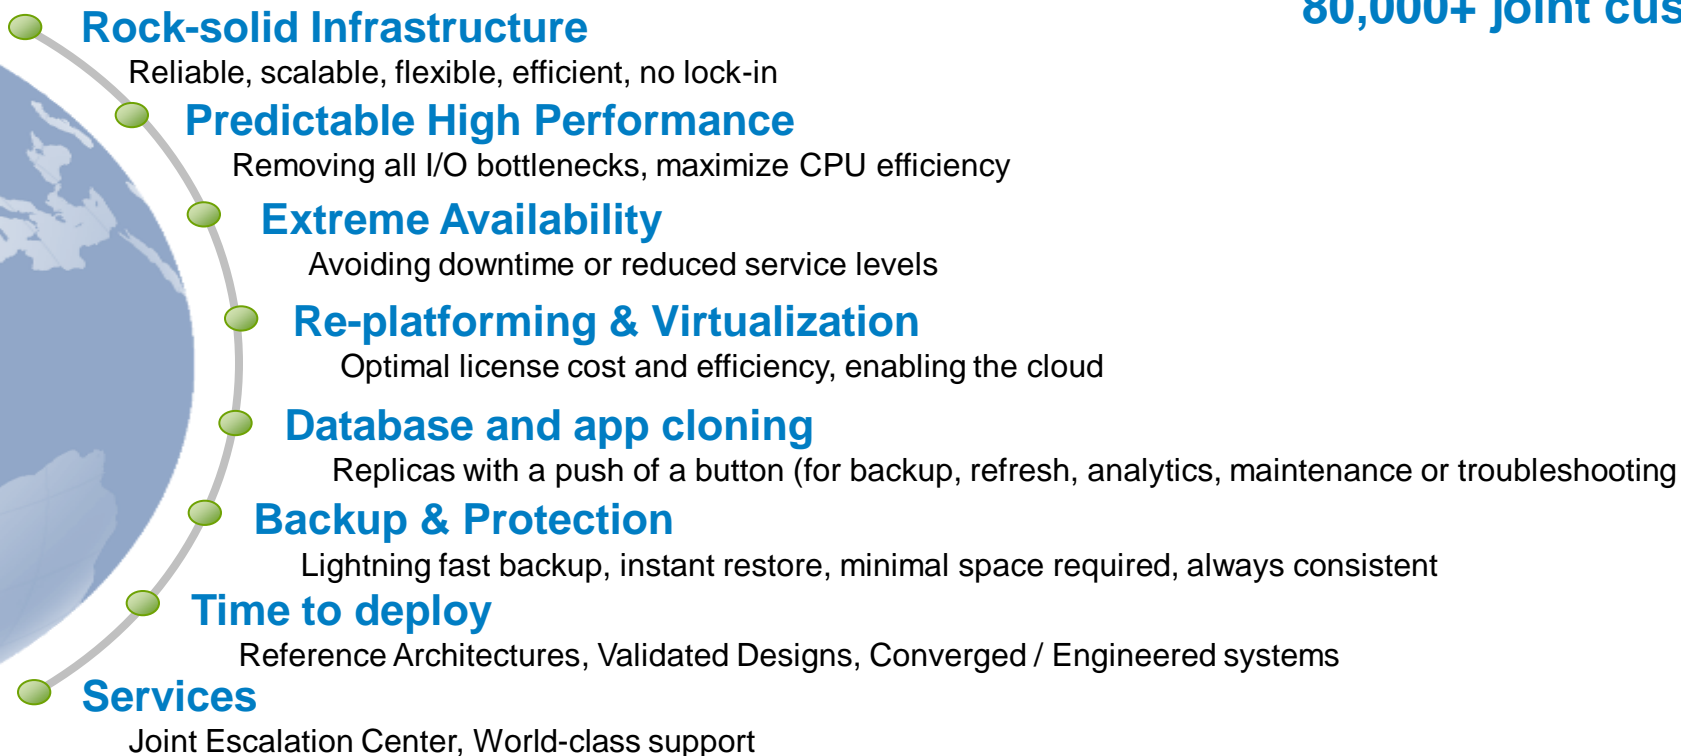 80,000+ joint
Rock-solid Infrastructure
Reliable, scalable, flexible, efficient, no lock-in
Predictable High Performance
Removing all I/O bottlenecks, maximize CPU efficiency
Extreme Availability
Avoiding downtime or reduced service levels
Re-platforming & Virtualization
Optimal license cost and efficiency, enabling the cloud
Database and app cloning
Replicas with a push of a button (for backup, refresh, analytics, maintenance or troubleshooting
Backup & Protection
Lightning fast backup, instant restore, minimal space required, always consistent
Time to deploy
Reference Architectures, Validated Designs, Converged / Engineered systems
Services
Joint Escalation Center, World-class support